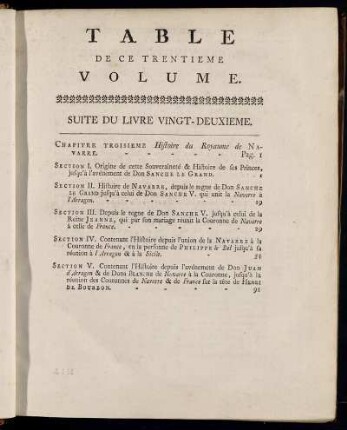 TABLE
DE CE TRENTIEME
VOLUME.
SUITE DU LIVRE VINGT-DEUXIEME.
CHAPITRE TROISIEME Histoire du Royaume de NA-
VARRE. Pag. 1
SECTION I. Origine de cette Souveraineté & Histoire de ses Princes,
jusqu'à l'avénement de DON SANCHE LE GRAND. 1
SECTION II. Histoire de NAVARRE, depuis le regne de DON SANCHE
LE GRAND jusqu'à celui de DON SANCHE V. qui unit la Navarre à
l'Arragon. 19
SECTION III. Depuis le regne de DON SANCHE V. jusqu'à celui de la
Reine JEANNE, qui par son mariage réunit la Couronne de Navarre
à celle de France. 29
SECTION IV. Contenant l'Histoire depuis l'union de la NAVARRE à la
Couronne de France, en la personne de PHILIPPE le Bel jusqu'à sa
réunion à l'Arragon & à la Sicile.
SECTION V. Contenant l'Histoire depuis l'avénement de DON JUAN
d'Arragon & de Dona BLANCHE de Navarre à la Couronne, jusqu'à la
réunion des Couronnes de Navarre & de France sur la tête de HENRI
DE BOURBON. 91